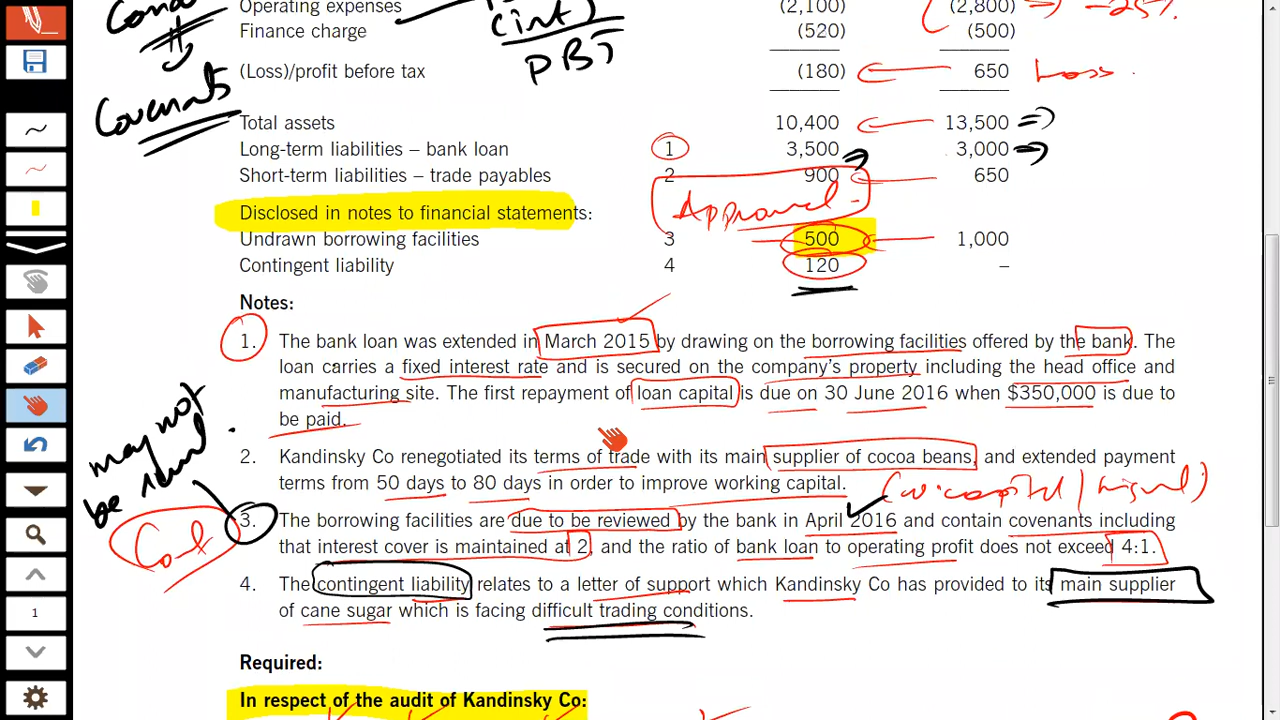 Cond
(int)
PBT
Operating expenses (2,100) (2,800) => -25%
Finance charge (520) (500)
(Loss)/profit before tax (180) 650 Loss.
Covenants
Total assets 10,400 13,500
Long-term liabilities – bank loan 1 3,500 3,000
Short-term liabilities – trade payables 2 900 650
Approval
Disclosed in notes to financial statements:
Undrawn borrowing facilities 3 500 1,000
Contingent liability 4 120 –
Notes:
1. The bank loan was extended in March 2015 by drawing on the borrowing facilities offered by the bank. The
loan carries a fixed interest rate and is secured on the company's property including the head office and
manufacturing site. The first repayment of loan capital is due on 30 June 2016 when $350,000 is due to
be paid.
may not
be
2. Kandinsky Co renegotiated its terms of trade with its main supplier of cocoa beans, and extended payment
terms from 50 days to 80 days in order to improve working capital.
(w.capital/
3. The borrowing facilities are due to be reviewed by the bank in April 2016 and contain covenants including
that interest cover is maintained at 2, and the ratio of bank loan to operating profit does not exceed 4:1.
4. The contingent liability relates to a letter of support which Kandinsky Co has provided to its main supplier
of cane sugar which is facing difficult trading conditions.
Required:
In respect of the audit of Kandinsky Co:
1